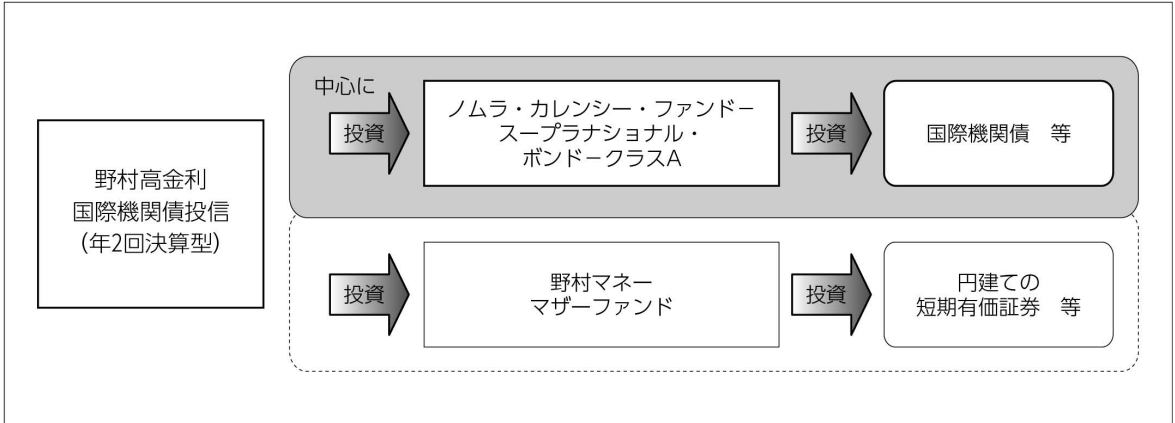 野村高金利
国際機関債投信
(年2回決算型)
中心に
投資
ノムラ・カレンシー・ファンド－
スープラナショナル・
ボンド－クラスA
投資
国際機関債　等
投資
野村マネー
マザーファンド
投資
円建ての
短期有価証券　等